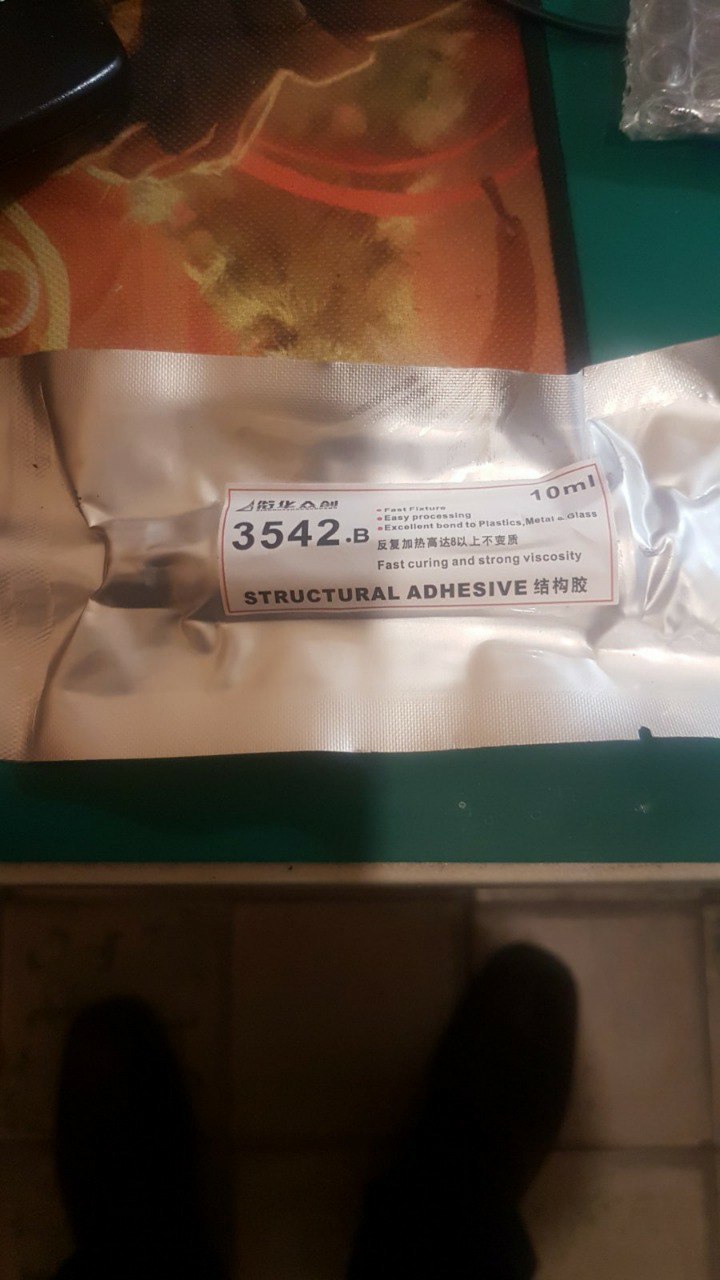 10ml
3542.B
Fast Fixture
Easy processing
Excellent bond to Plastics,Metal & Glass
反复加热高达8以上不变质
Fast curing and strong viscosity
STRUCTURAL ADHESIVE 结构胶